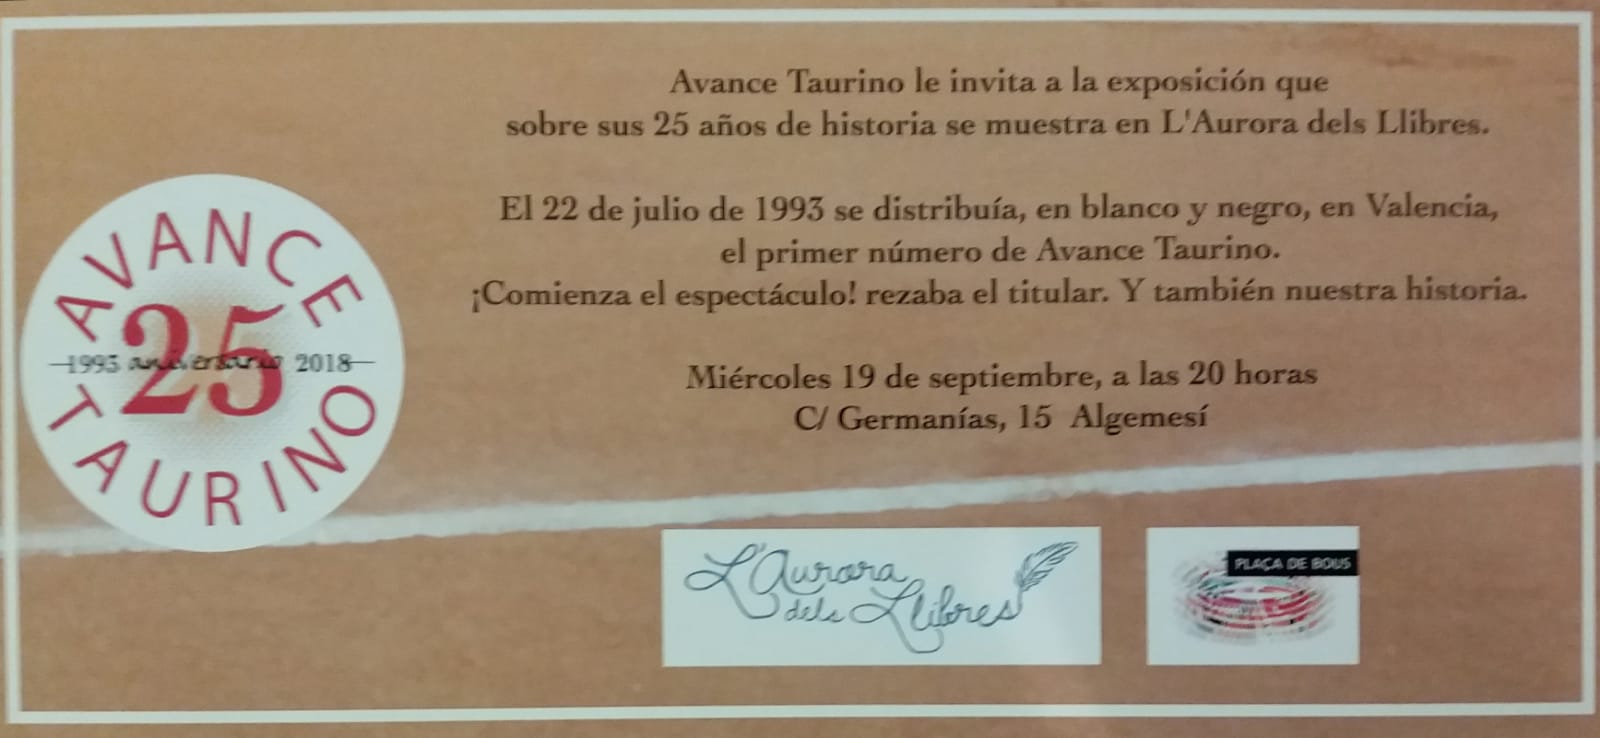 Avance Taurino le invita a la exposición que
sobre sus 25 años de historia se muestra en L'Aurora dels Llibres.
El 22 de julio de 1993 se distribuía, en blanco y negro, en Valencia,
el primer número de Avance Taurino.
¡Comienza el espectáculo! rezaba el titular. Y también nuestra historia.
Miércoles 19 de septiembre, a las 20 horas
C/ Germanías, 15 Algemesí
AVANCE
25
1993 aniversario 2018
TAURINO
L'Aurora
dels Llibres
PLAÇA DE BOUS